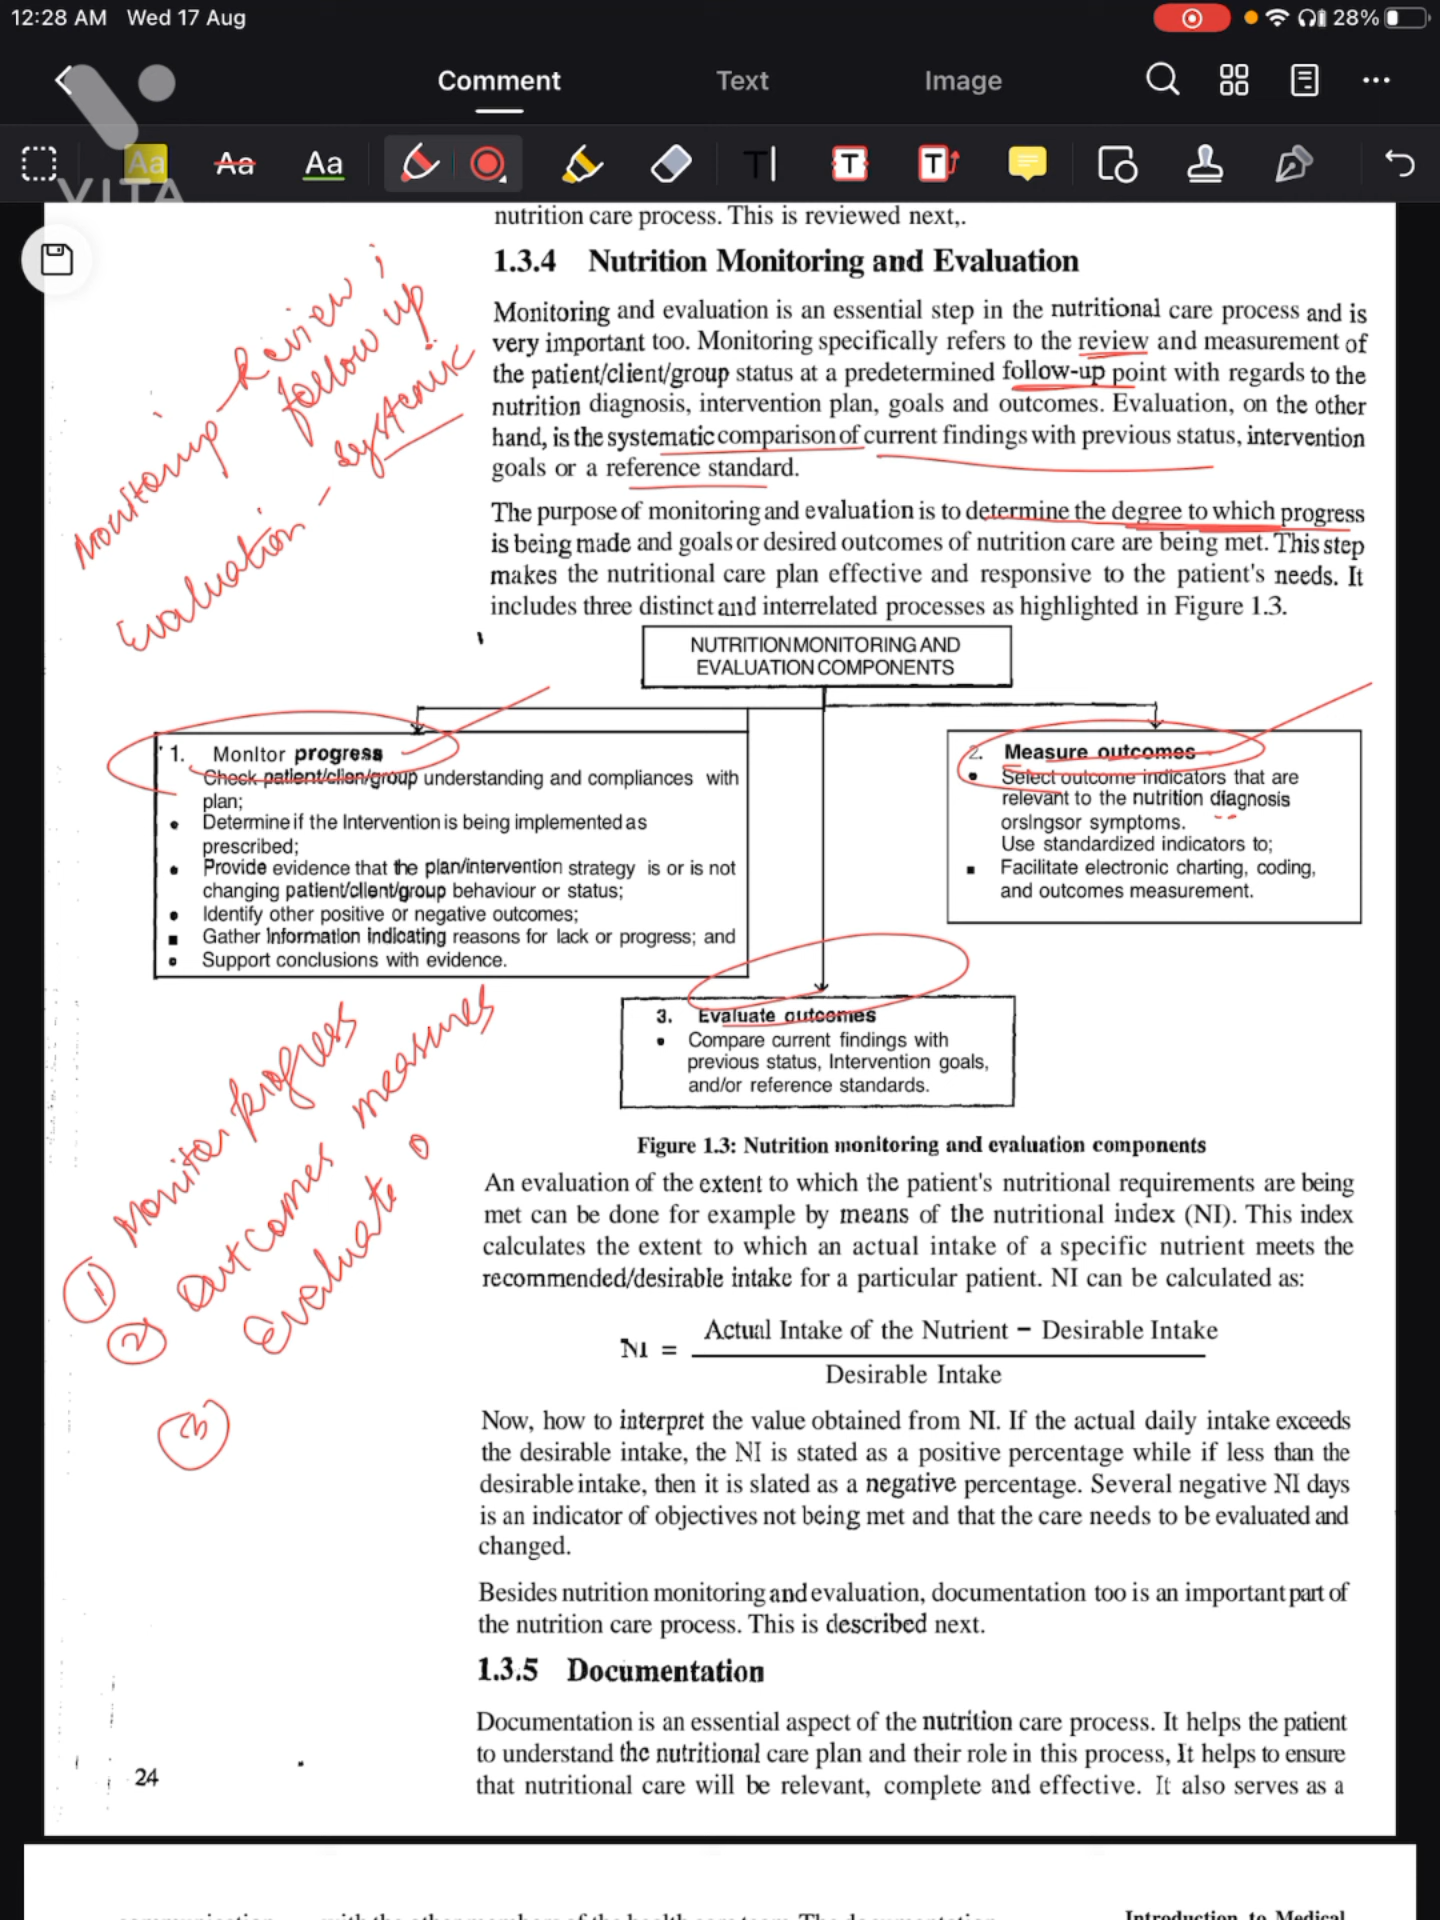 12:28 AM Wed 17 Aug
28%
Comment Text Image
Aa Aa Aa T T T
VITA
nutrition care process. This is reviewed next,.
1.3.4 Nutrition Monitoring and Evaluation
Monitoring and evaluation is an essential step in the nutritional care process and is
very important too. Monitoring specifically refers to the review and measurement of
the patient/client/group status at a predetermined follow-up point with regards to the
nutrition diagnosis, intervention plan, goals and outcomes. Evaluation, on the other
hand, is the systematic comparison of current findings with previous status, intervention
goals or a reference standard.
The purpose of monitoring and evaluation is to determine the degree to which progress
is being made and goals or desired outcomes of nutrition care are being met. This step
makes the nutritional care plan effective and responsive to the patient's needs. It
includes three distinct and interrelated processes as highlighted in Figure 1.3.
Monitoring - Review ;
follow up
Evaluation - systemic
NUTRITION MONITORING AND
EVALUATION COMPONENTS
1. Monltor progress
Check patient/clien/group understanding and compliances with
plan;
• Determine if the Intervention is being implemented as
prescribed;
• Provide evidence that the plan/intervention strategy is or is not
changing patient/client/group behaviour or status;
• Identify other positive or negative outcomes;
▪ Gather Information indicating reasons for lack or progress; and
• Support conclusions with evidence.
2. Measure outcomes
• Select outcome indicators that are
relevant to the nutrition diagnosis
orsIngsor symptoms.
Use standardized indicators to;
▪ Facilitate electronic charting, coding,
and outcomes measurement.
3. Evaluate outcomes
• Compare current findings with
previous status, Intervention goals,
and/or reference standards.
① Monitor progress
② Outcomes measures
③ Evaluate O
Figure 1.3: Nutrition monitoring and evaluation components
An evaluation of the extent to which the patient's nutritional requirements are being
met can be done for example by means of the nutritional index (NI). This index
calculates the extent to which an actual intake of a specific nutrient meets the
recommended/desirable intake for a particular patient. NI can be calculated as:
Actual Intake of the Nutrient − Desirable Intake
NI =
Desirable Intake
Now, how to interpret the value obtained from NI. If the actual daily intake exceeds
the desirable intake, the NI is stated as a positive percentage while if less than the
desirable intake, then it is slated as a negative percentage. Several negative NI days
is an indicator of objectives not being met and that the care needs to be evaluated and
changed.
Besides nutrition monitoring and evaluation, documentation too is an important part of
the nutrition care process. This is described next.
1.3.5 Documentation
Documentation is an essential aspect of the nutrition care process. It helps the patient
to understand the nutritional care plan and their role in this process, It helps to ensure
that nutritional care will be relevant, complete and effective. It also serves as a
24
Introduction to Medical